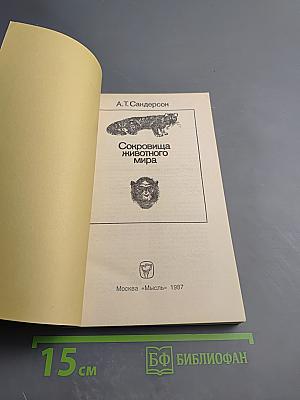 А.Т. Сандерсон
Сокровища
животного
мира
Москва «Мысль» 1987
15 см
БФ БИБЛИОФАН